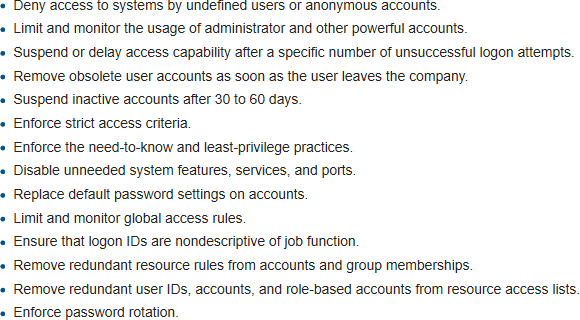 • Deny access to systems by undefined users or anonymous accounts.
• Limit and monitor the usage of administrator and other powerful accounts.
• Suspend or delay access capability after a specific number of unsuccessful logon attempts.
• Remove obsolete user accounts as soon as the user leaves the company.
• Suspend inactive accounts after 30 to 60 days.
• Enforce strict access criteria.
• Enforce the need-to-know and least-privilege practices.
• Disable unneeded system features, services, and ports.
• Replace default password settings on accounts.
• Limit and monitor global access rules.
• Ensure that logon IDs are nondescriptive of job function.
• Remove redundant resource rules from accounts and group memberships.
• Remove redundant user IDs, accounts, and role-based accounts from resource access lists.
• Enforce password rotation.